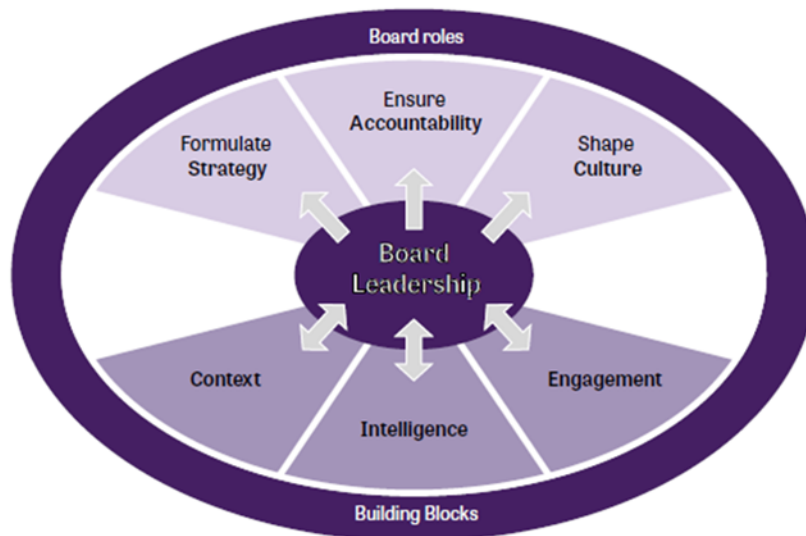 Board roles
Ensure
Accountability
Formulate
Strategy
Shape
Culture
Board
Leadership
Context
Intelligence
Engagement
Building Blocks